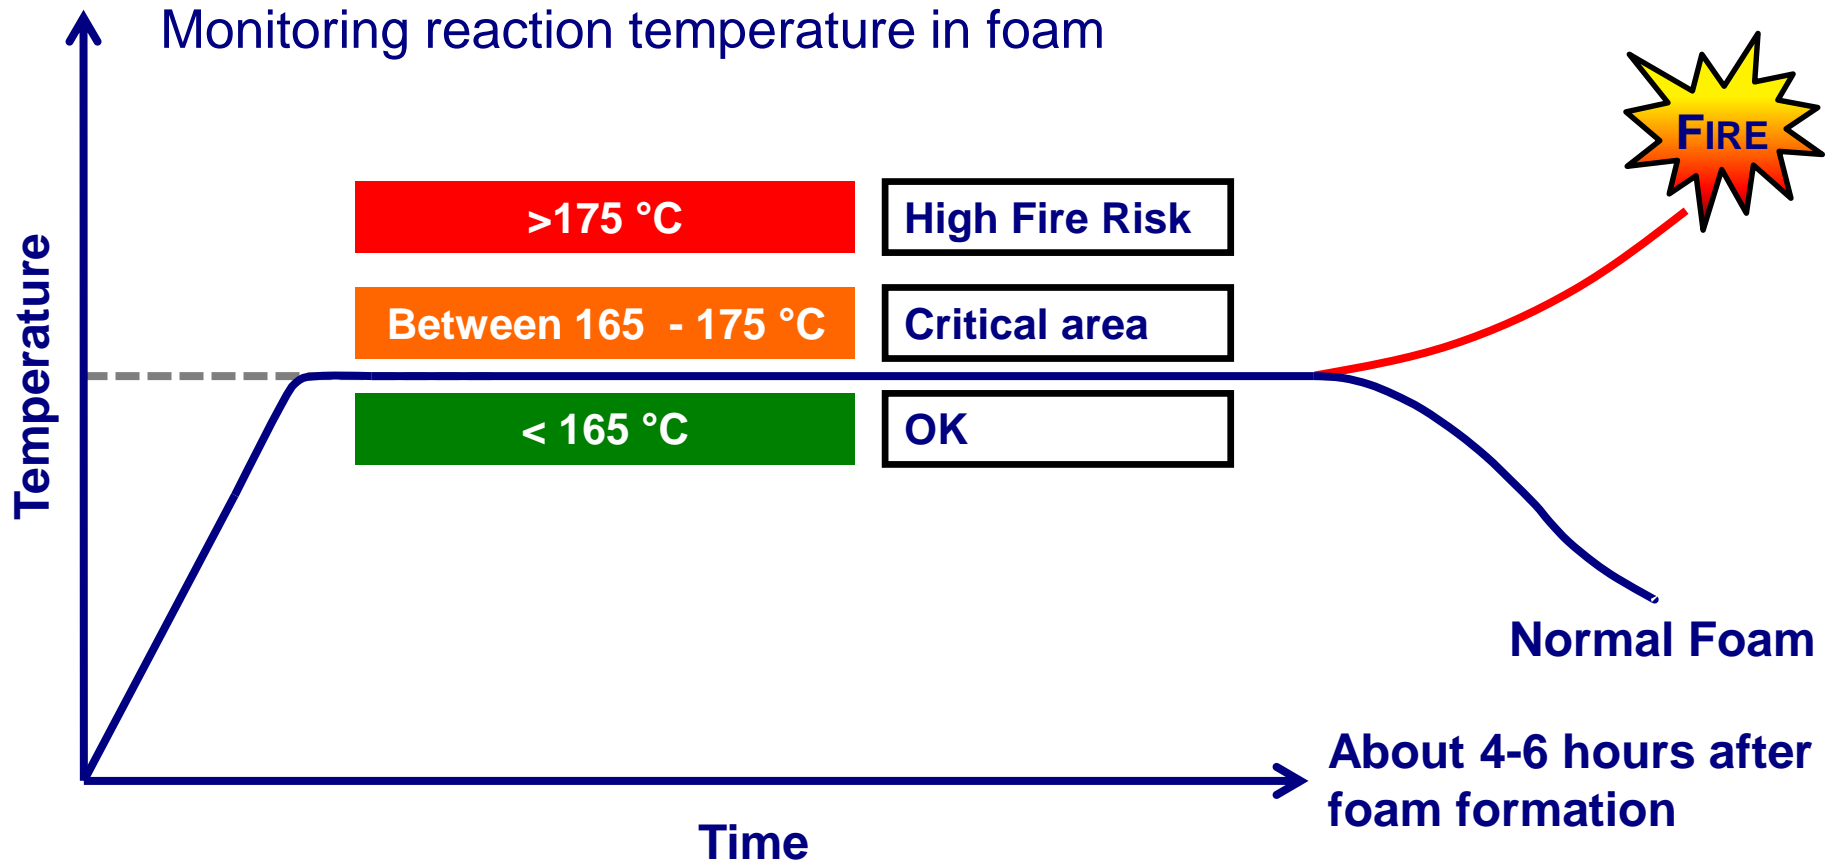 Monitoring reaction temperature in foam
FIRE
>175 °C
High Fire Risk
Between 165 - 175 °C
Critical area
< 165 °C
OK
Temperature
Normal Foam
About 4-6 hours after
foam formation
Time